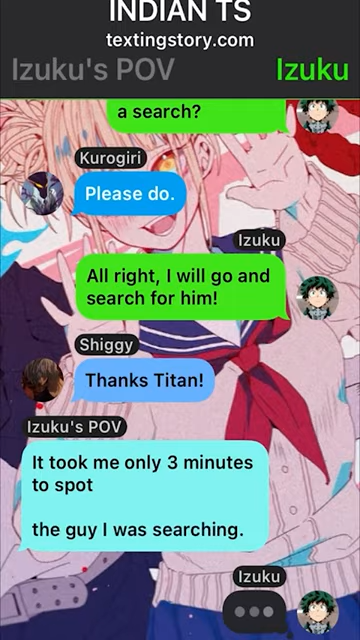 INDIAN TS
textingstory.com
Izuku's POV
Izuku
a search?
Kurogiri
Please do.
Izuku
All right, I will go and
search for him!
Shiggy
Thanks Titan!
Izuku's POV
It took me only 3 minutes
to spot
the guy I was searching.
Izuku